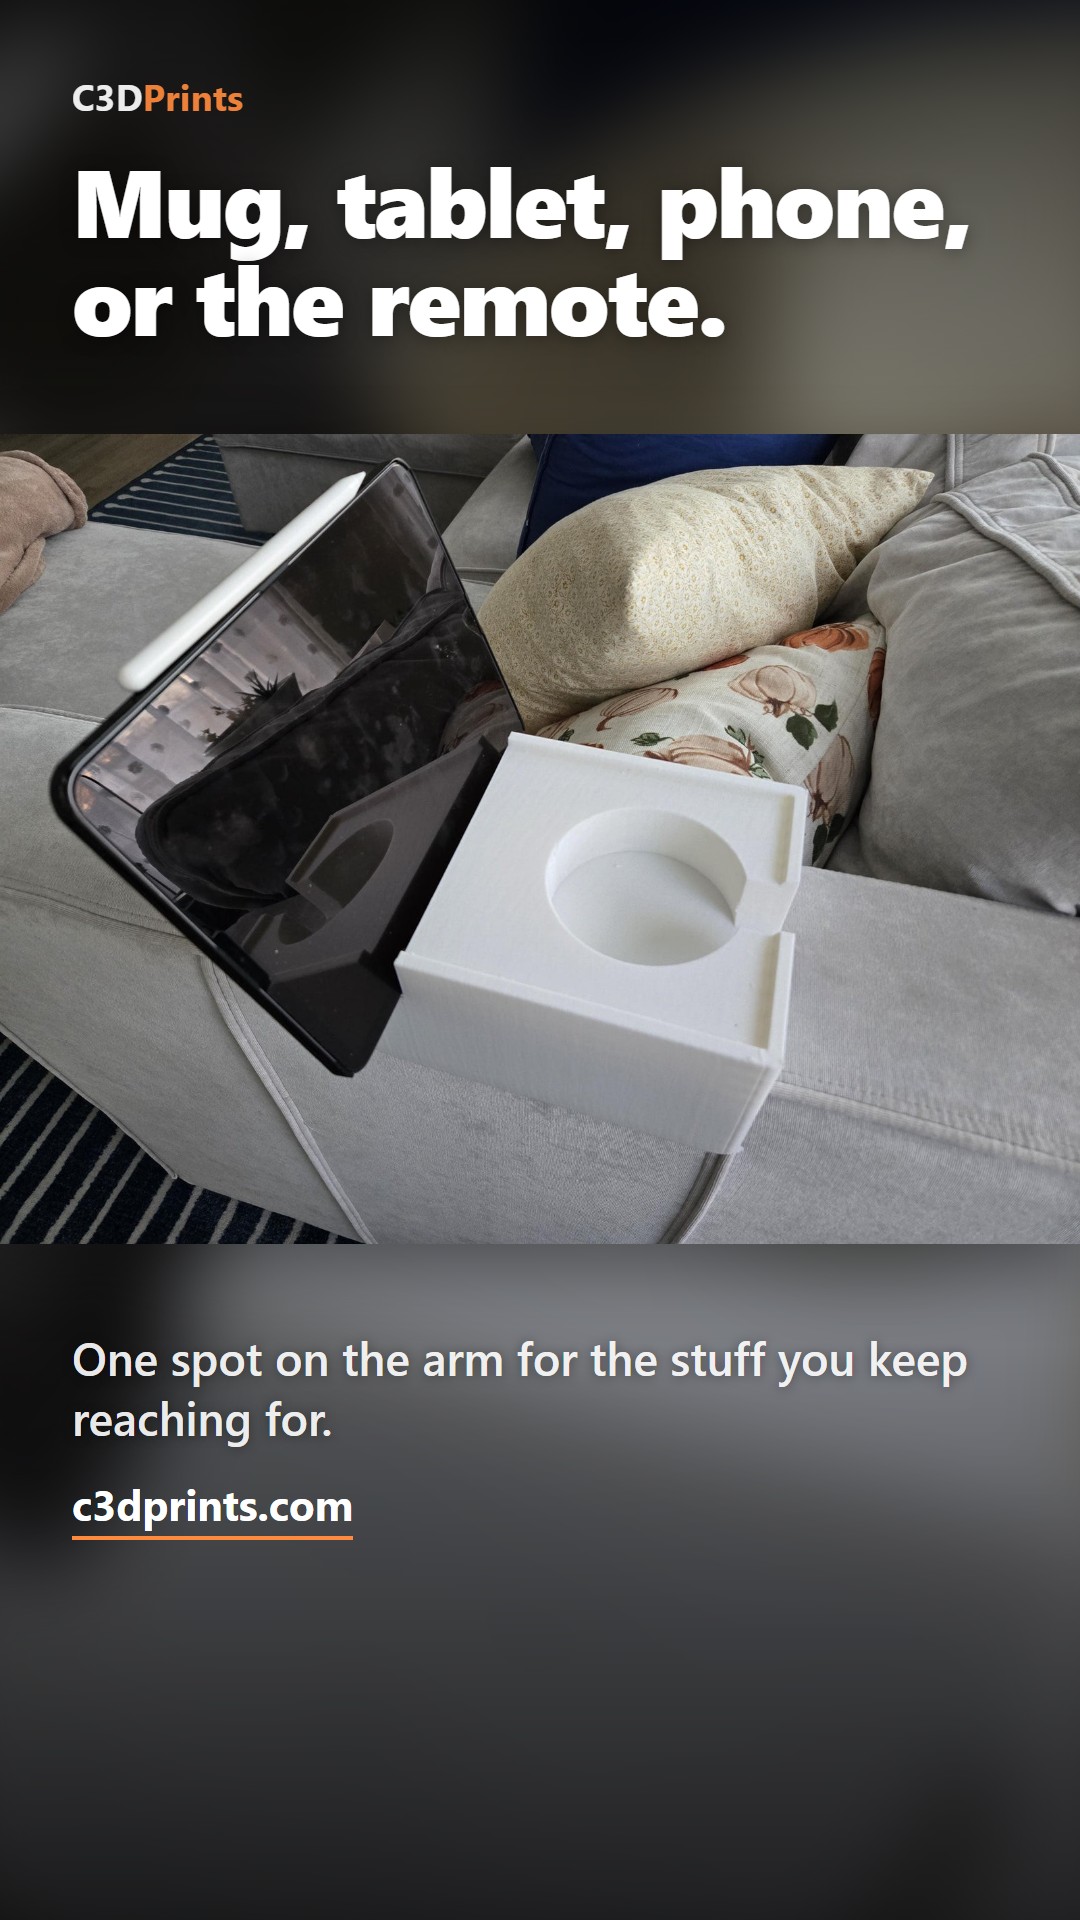 C3DPrints
Mug, tablet, phone,
or the remote.
One spot on the arm for the stuff you keep
reaching for.
c3dprints.com